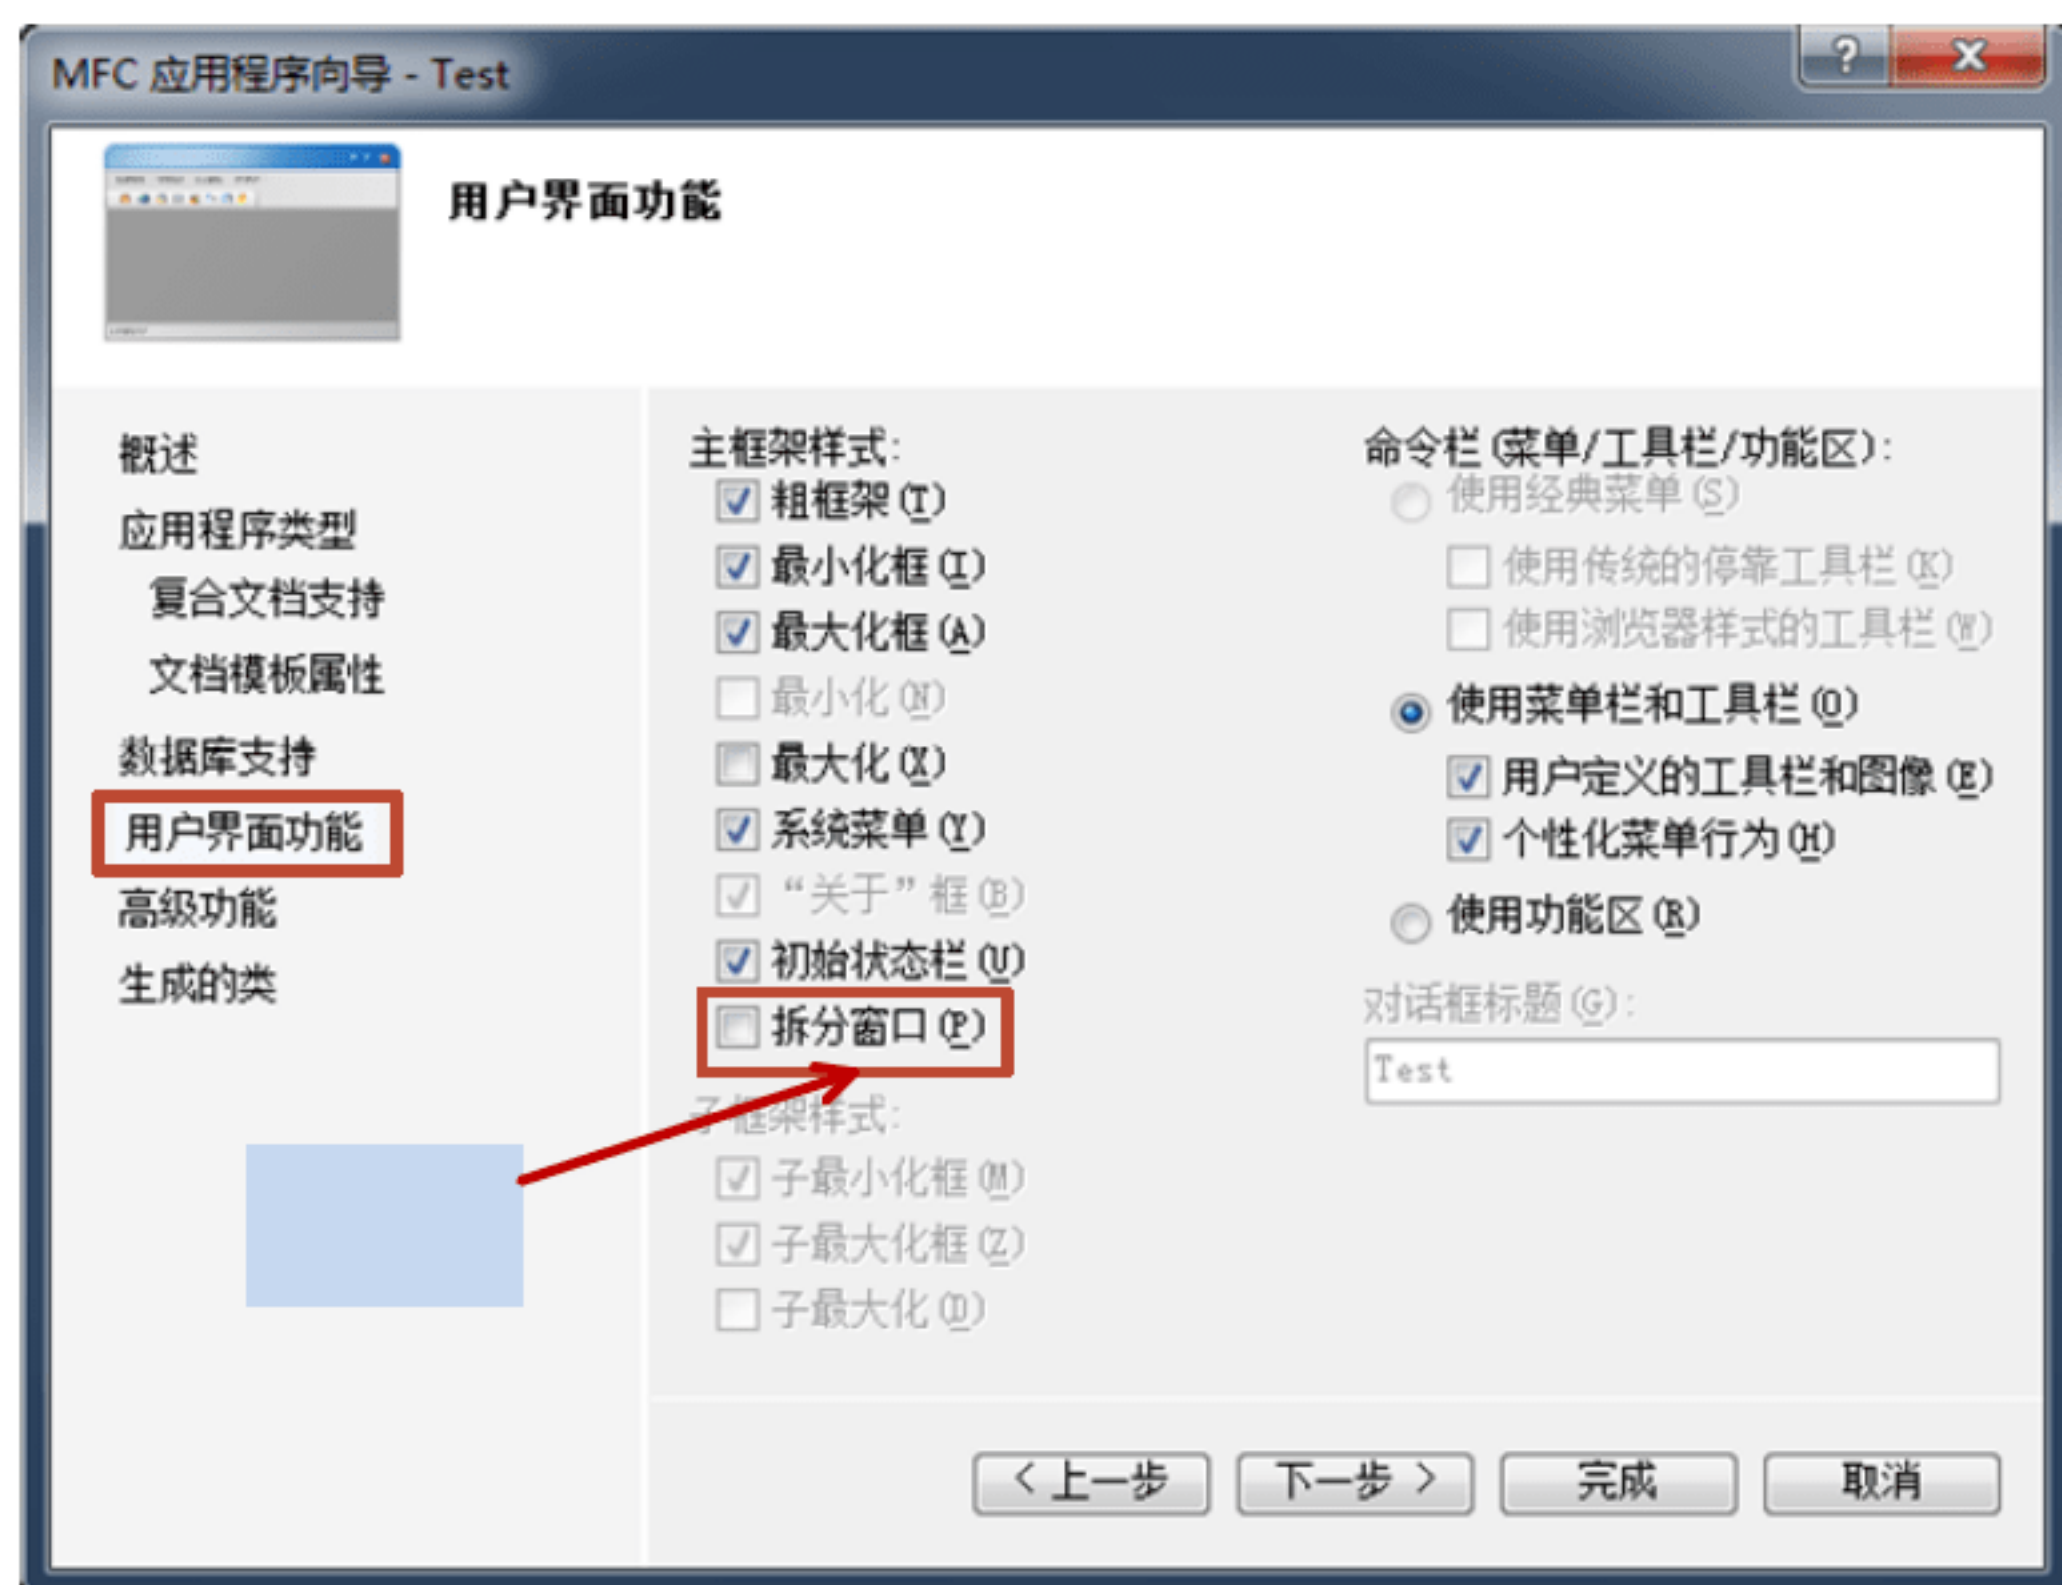 MFC 应用程序向导 - Test
用户界面功能
概述
应用程序类型
复合文档支持
文档模板属性
数据库支持
用户界面功能
高级功能
生成的类
主框架样式:
粗框架(T)
最小化框(I)
最大化框(A)
最小化(N)
最大化(X)
系统菜单(Y)
“关于”框(B)
初始状态栏(U)
拆分窗口(P)
子框架样式:
子最小化框(M)
子最大化框(Z)
子最大化(D)
命令栏(菜单/工具栏/功能区):
使用经典菜单(S)
使用传统的停靠工具栏(K)
使用浏览器样式的工具栏(W)
使用菜单栏和工具栏(O)
用户定义的工具栏和图像(E)
个性化菜单行为(H)
使用功能区(R)
对话框标题(G):
Test
< 上一步
下一步 >
完成
取消